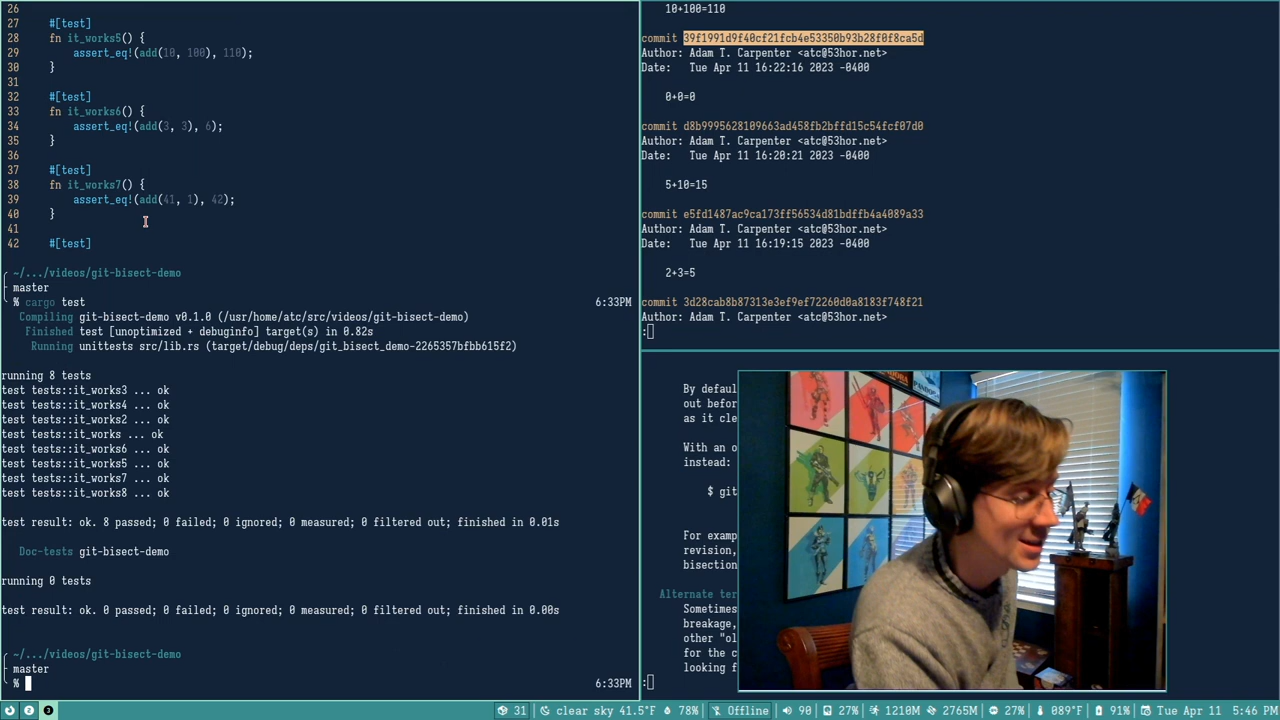 26
27 #[test]
28 fn it_works5() {
29 assert_eq!(add(10, 100), 110);
30 }
31
32 #[test]
33 fn it_works6() {
34 assert_eq!(add(3, 3), 6);
35 }
36
37 #[test]
38 fn it_works7() {
39 assert_eq!(add(41, 1), 42);
40 }
41
42 #[test]
~/.../videos/git-bisect-demo
master
% cargo test 6:33PM
Compiling git-bisect-demo v0.1.0 (/usr/home/atc/src/videos/git-bisect-demo)
Finished test [unoptimized + debuginfo] target(s) in 0.82s
Running unittests src/lib.rs (target/debug/deps/git_bisect_demo-2265357bfbb615f2)
running 8 tests
test tests::it_works3 ... ok
test tests::it_works4 ... ok
test tests::it_works2 ... ok
test tests::it_works ... ok
test tests::it_works6 ... ok
test tests::it_works5 ... ok
test tests::it_works7 ... ok
test tests::it_works8 ... ok
test result: ok. 8 passed; 0 failed; 0 ignored; 0 measured; 0 filtered out; finished in 0.01s
Doc-tests git-bisect-demo
running 0 tests
test result: ok. 0 passed; 0 failed; 0 ignored; 0 measured; 0 filtered out; finished in 0.00s
~/.../videos/git-bisect-demo
master
% 6:33PM
10+100=110
commit 39f1991d9f40cf21fcb4e53350b93b28f0f8ca5d
Author: Adam T. Carpenter <atc@53hor.net>
Date: Tue Apr 11 16:22:16 2023 -0400
0+0=0
commit d8b9995628109663ad458fb2bffd15c54fcf07d0
Author: Adam T. Carpenter <atc@53hor.net>
Date: Tue Apr 11 16:20:21 2023 -0400
5+10=15
commit e5fd1487ac9ca173ff56534d81bdffb4a4089a33
Author: Adam T. Carpenter <atc@53hor.net>
Date: Tue Apr 11 16:19:15 2023 -0400
2+3=5
commit 3d28cab8b87313e3ef9ef72260d0a8183f748f21
Author: Adam T. Carpenter <atc@53hor.net>
:
By defaul
out befor
as it cle
With an o
instead:
$ git
For examp
revision,
bisection
Alternate ter
Sometimes
breakage,
other "ol
for the c
looking f
:
2 3 31 clear sky 41.5°F 78% Offline 90 27% 1210M 2765M 27% 089°F 91% Tue Apr 11 5:46 PM